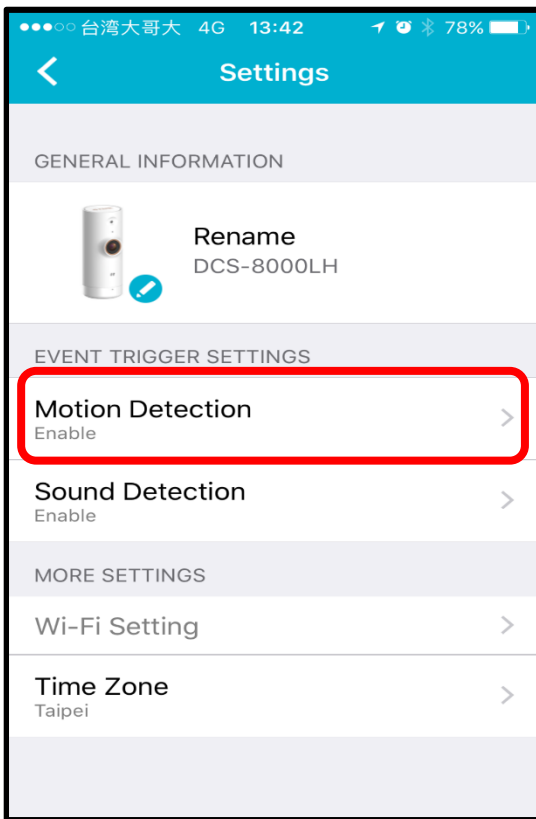 台湾大哥大 4G 13:42 78%
Settings
GENERAL INFORMATION
Rename
DCS-8000LH
EVENT TRIGGER SETTINGS
Motion Detection
Enable
Sound Detection
Enable
MORE SETTINGS
Wi-Fi Setting
Time Zone
Taipei